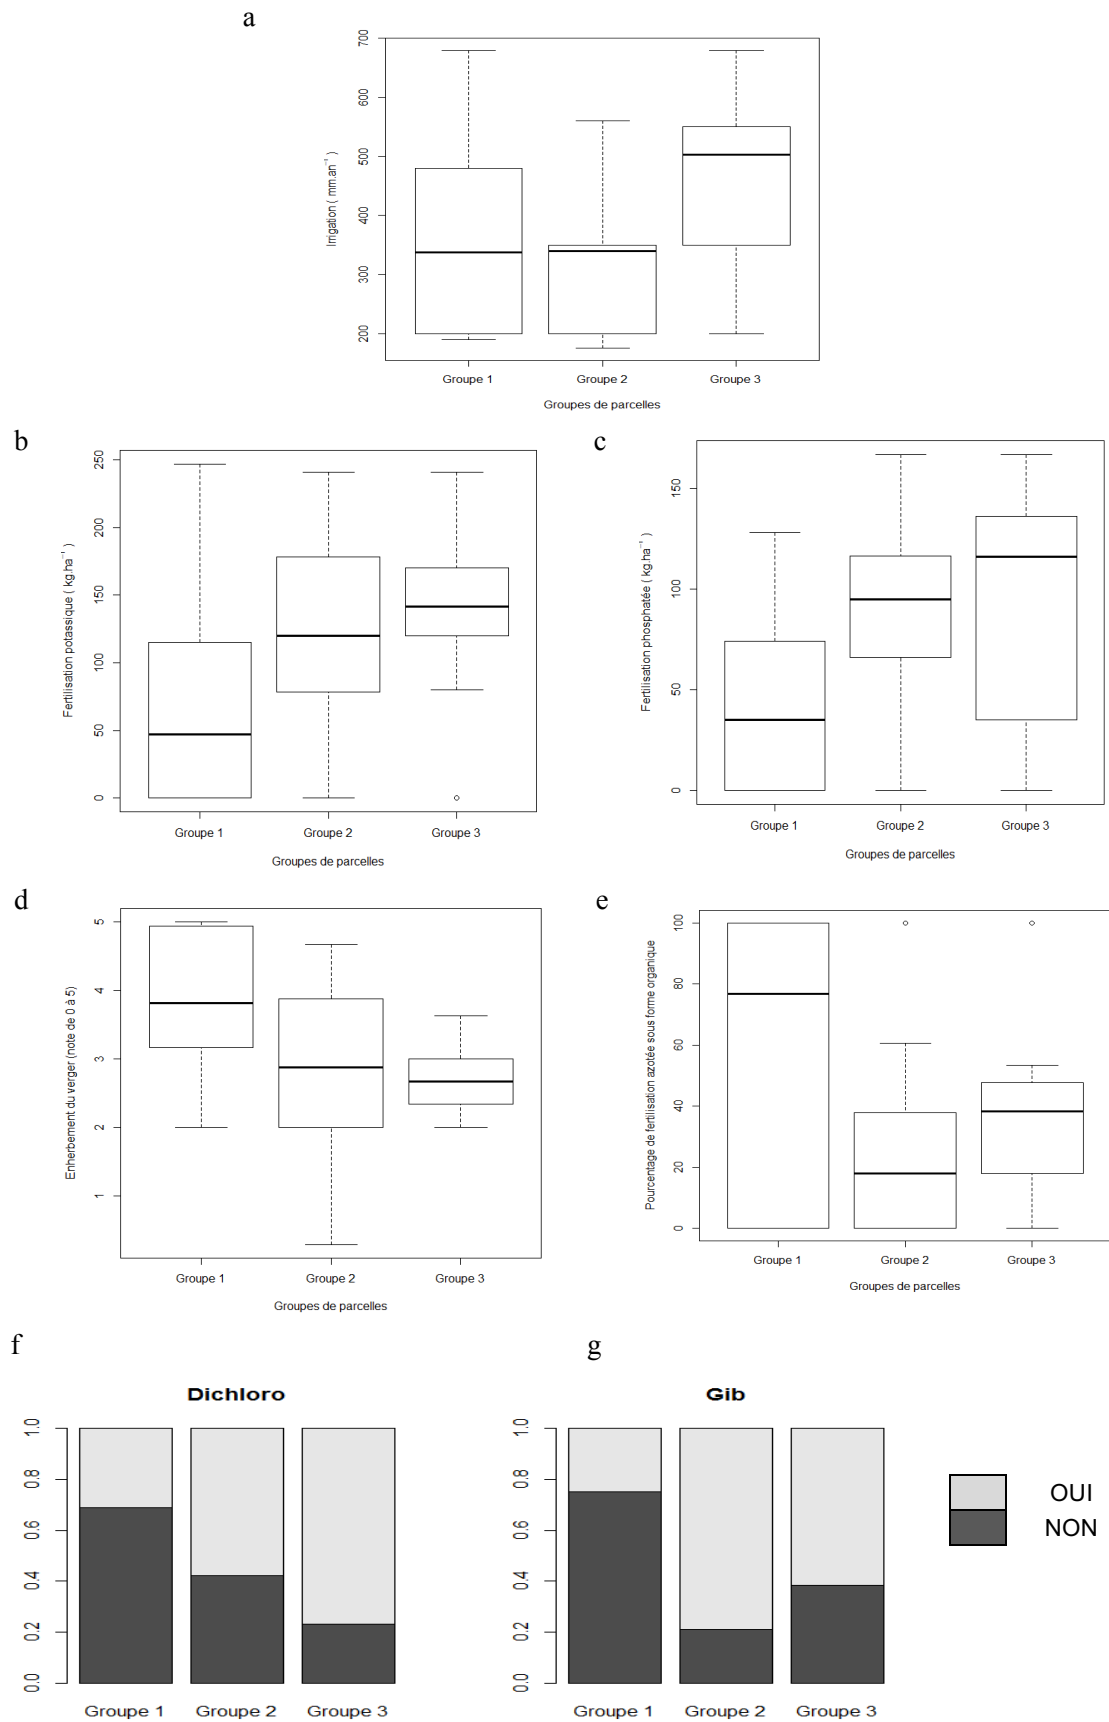 a
Irrigation ( mm.an⁻¹ )
700
600
500
400
300
200
Groupe 1 Groupe 2 Groupe 3
Groupes de parcelles
b
Fertilisation potassique ( kg.ha⁻¹ )
250
200
150
100
50
0
Groupe 1 Groupe 2 Groupe 3
Groupes de parcelles
c
Fertilisation phosphatée ( kg.ha⁻¹ )
150
100
50
0
Groupe 1 Groupe 2 Groupe 3
Groupes de parcelles
d
Enherbement du verger (note de 0 à 5)
5
4
3
2
1
Groupe 1 Groupe 2 Groupe 3
Groupes de parcelles
e
Pourcentage de fertilisation azotée sous forme organique
100
80
60
40
20
0
Groupe 1 Groupe 2 Groupe 3
Groupes de parcelles
f
Dichloro
1.0
0.8
0.6
0.4
0.2
0.0
Groupe 1 Groupe 2 Groupe 3
g
Gib
1.0
0.8
0.6
0.4
0.2
0.0
Groupe 1 Groupe 2 Groupe 3
OUI
NON